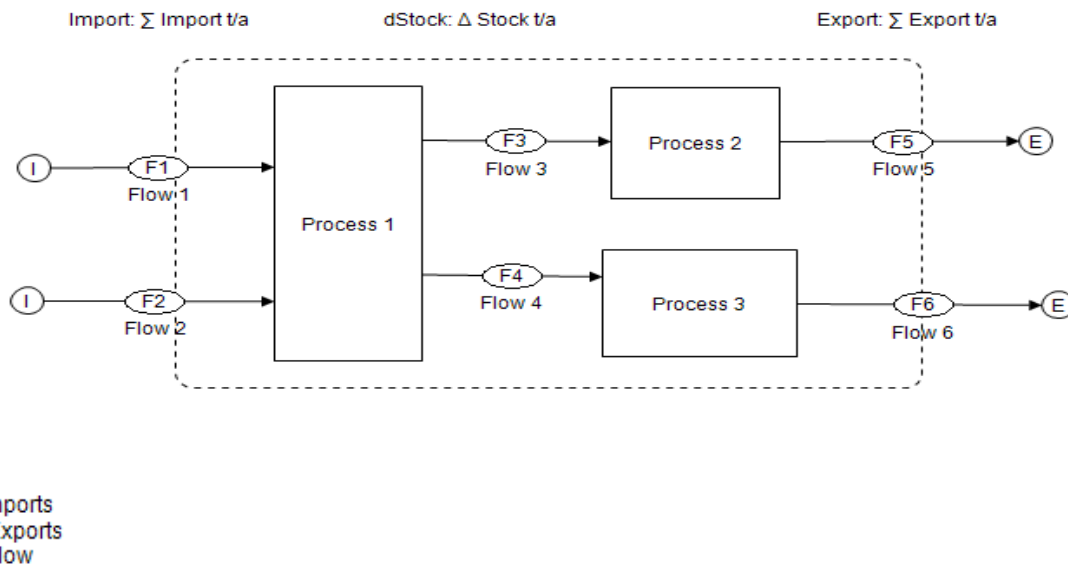 Import: ∑ Import t/a
dStock: Δ Stock t/a
Export: ∑ Export t/a
I
F1
Flow 1
Process 1
F3
Flow 3
Process 2
F5
Flow 5
E
I
F2
Flow 2
F4
Flow 4
Process 3
F6
Flow 6
E